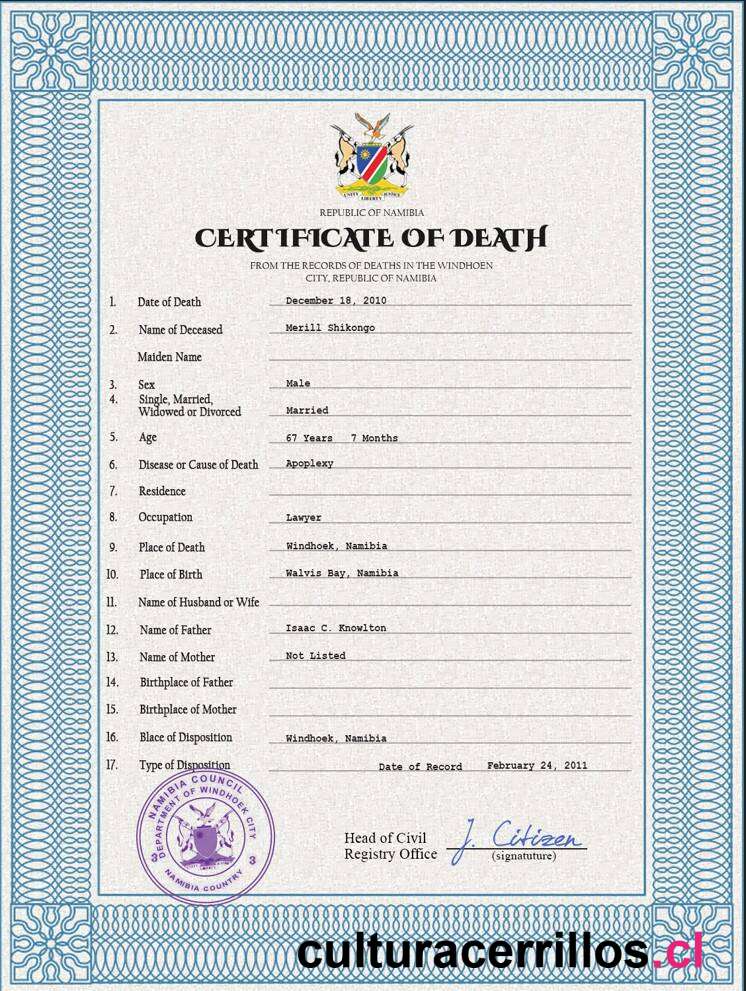 UNITY LIBERTY JUSTICE
REPUBLIC OF NAMIBIA
CERTIFICATE OF DEATH
FROM THE RECORDS OF DEATHS IN THE WINDHOEN
CITY, REPUBLIC OF NAMIBIA
1. Date of Death December 18, 2010
2. Name of Deceased Merill Shikongo
Maiden Name
3. Sex Male
4. Single, Married,
Widowed or Divorced Married
5. Age 67 Years 7 Months
6. Disease or Cause of Death Apoplexy
7. Residence
8. Occupation Lawyer
9. Place of Death Windhoek, Namibia
10. Place of Birth Walvis Bay, Namibia
11. Name of Husband or Wife
12. Name of Father Isaac C. Knowlton
13. Name of Mother Not Listed
14. Birthplace of Father
15. Birthplace of Mother
16. Blace of Disposition Windhoek, Namibia
17. Type of Disposition Date of Record February 24, 2011
NAMIBIA COUNCIL
DEPARTMENT OF WINDHOEK CITY
3 3
NAMIBIA COUNTRY
Head of Civil
Registry Office J. Citizen
(signatuture)
culturacerrillos.cl